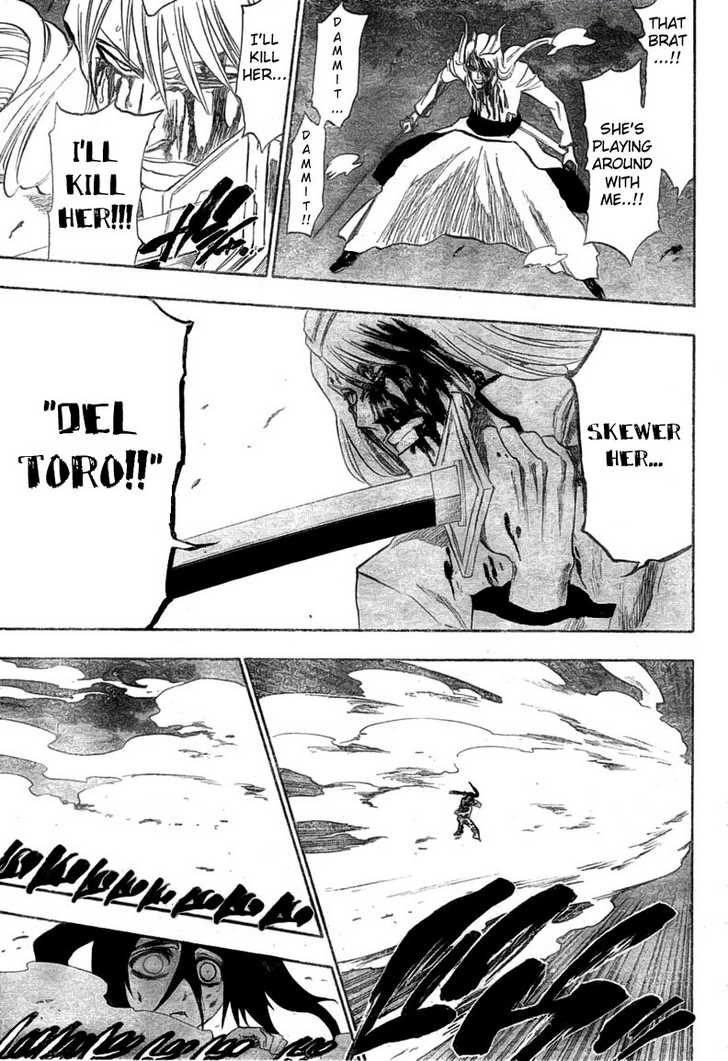 THAT
BRAT
...!!
SHE'S
PLAYING
AROUND
WITH
ME..!!
DAMMIT...
DAMMIT!!
I'LL
KILL
HER...
I'LL
KILL
HER!!!
SKEWER
HER...
"DEL
TORO!!"